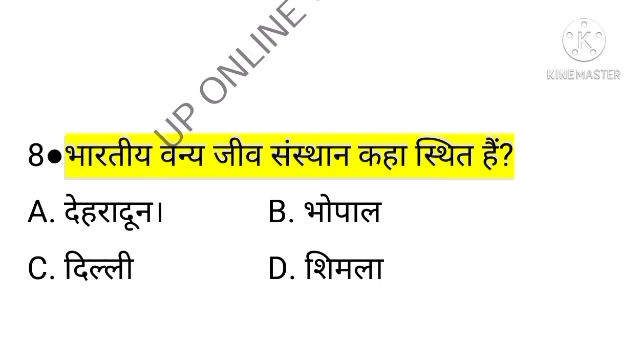 UP ONLINE
K
KINEMASTER
8●भारतीय वन्य जीव संस्थान कहा स्थित हैं?
A. देहरादून। B. भोपाल
C. दिल्ली D. शिमला